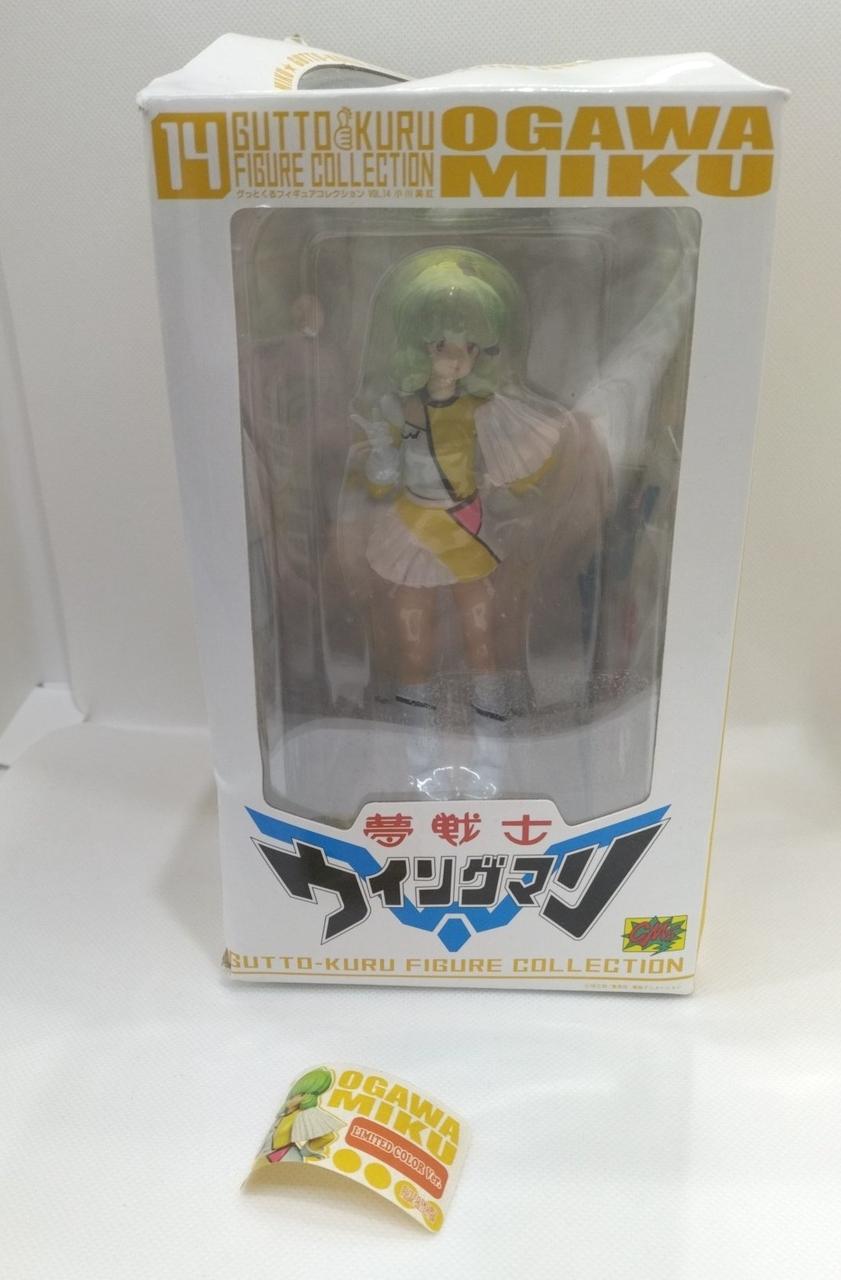 14
GUTTO-KURU
FIGURE COLLECTION
グっとくるフィギュアコレクション VOL.14 小川美紅
OGAWA
MIKU
夢戦士
ウイングマン
CM's
GUTTO-KURU FIGURE COLLECTION
OGAWA
MIKU
LIMITED COLOR Ver.